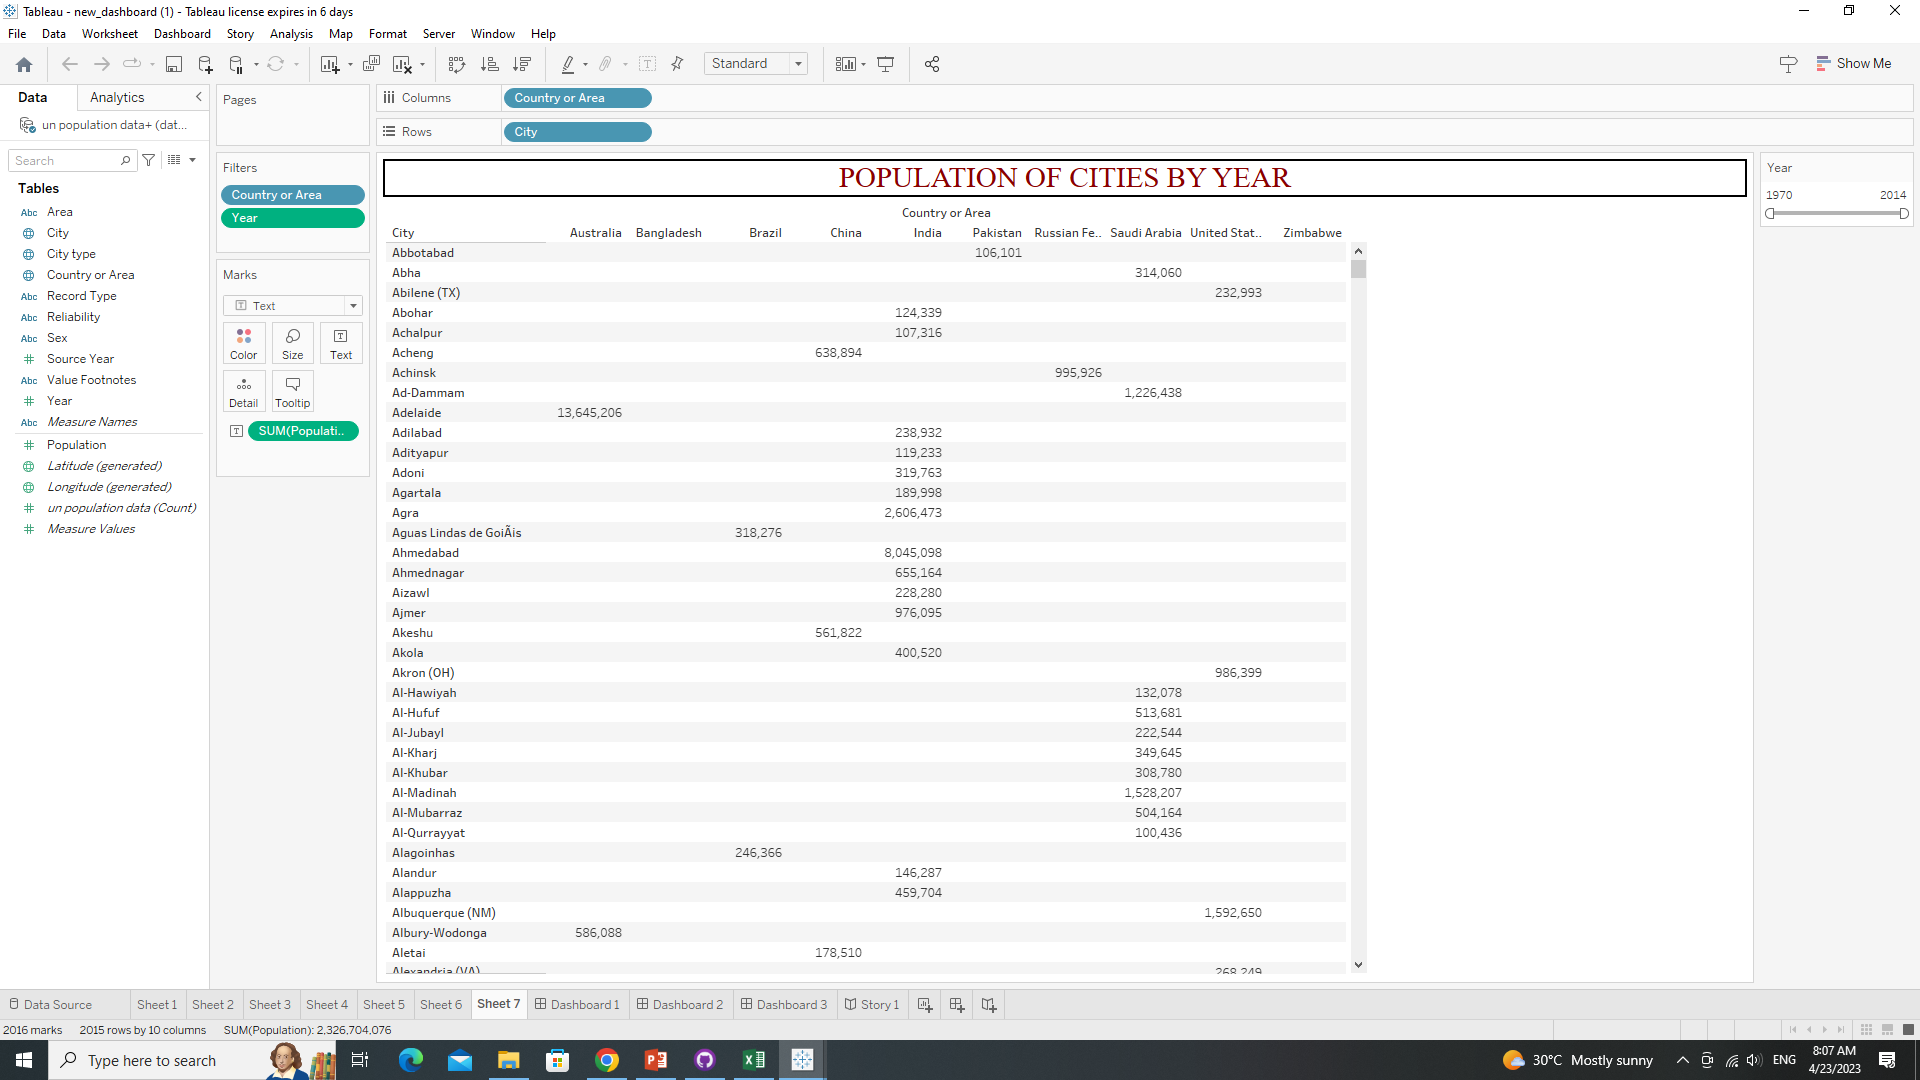 Tableau - new_dashboard (1) - Tableau license expires in 6 days
File Data Worksheet Dashboard Story Analysis Map Format Server Window Help
Standard
Show Me
Data Analytics
un population data+ (dat...
Search
Tables
Abc Area
City
City type
Country or Area
Abc Record Type
Abc Reliability
Abc Sex
Source Year
Abc Value Footnotes
Year
Abc Measure Names
Population
Latitude (generated)
Longitude (generated)
un population data (Count)
Measure Values
Pages
Filters
Country or Area
Year
Marks
Text
Color Size Text
Detail Tooltip
SUM(Populati..
Columns Country or Area
Rows City
POPULATION OF CITIES BY YEAR
Country or Area
City Australia Bangladesh Brazil China India Pakistan Russian Fe.. Saudi Arabia United Stat.. Zimbabwe
Abbotabad 106,101
Abha 314,060
Abilene (TX) 232,993
Abohar 124,339
Achalpur 107,316
Acheng 638,894
Achinsk 995,926
Ad-Dammam 1,226,438
Adelaide 13,645,206
Adilabad 238,932
Adityapur 119,233
Adoni 319,763
Agartala 189,998
Agra 2,606,473
Aguas Lindas de GoiÃis 318,276
Ahmedabad 8,045,098
Ahmednagar 655,164
Aizawl 228,280
Ajmer 976,095
Akeshu 561,822
Akola 400,520
Akron (OH) 986,399
Al-Hawiyah 132,078
Al-Hufuf 513,681
Al-Jubayl 222,544
Al-Kharj 349,645
Al-Khubar 308,780
Al-Madinah 1,528,207
Al-Mubarraz 504,164
Al-Qurrayyat 100,436
Alagoinhas 246,366
Alandur 146,287
Alappuzha 459,704
Albuquerque (NM) 1,592,650
Albury-Wodonga 586,088
Aletai 178,510
Alexandria (VA) 268,249
Year
1970 2014
Data Source Sheet 1 Sheet 2 Sheet 3 Sheet 4 Sheet 5 Sheet 6 Sheet 7 Dashboard 1 Dashboard 2 Dashboard 3 Story 1
2016 marks 2015 rows by 10 columns SUM(Population): 2,326,704,076
Type here to search
30°C Mostly sunny
ENG
8:07 AM
4/23/2023